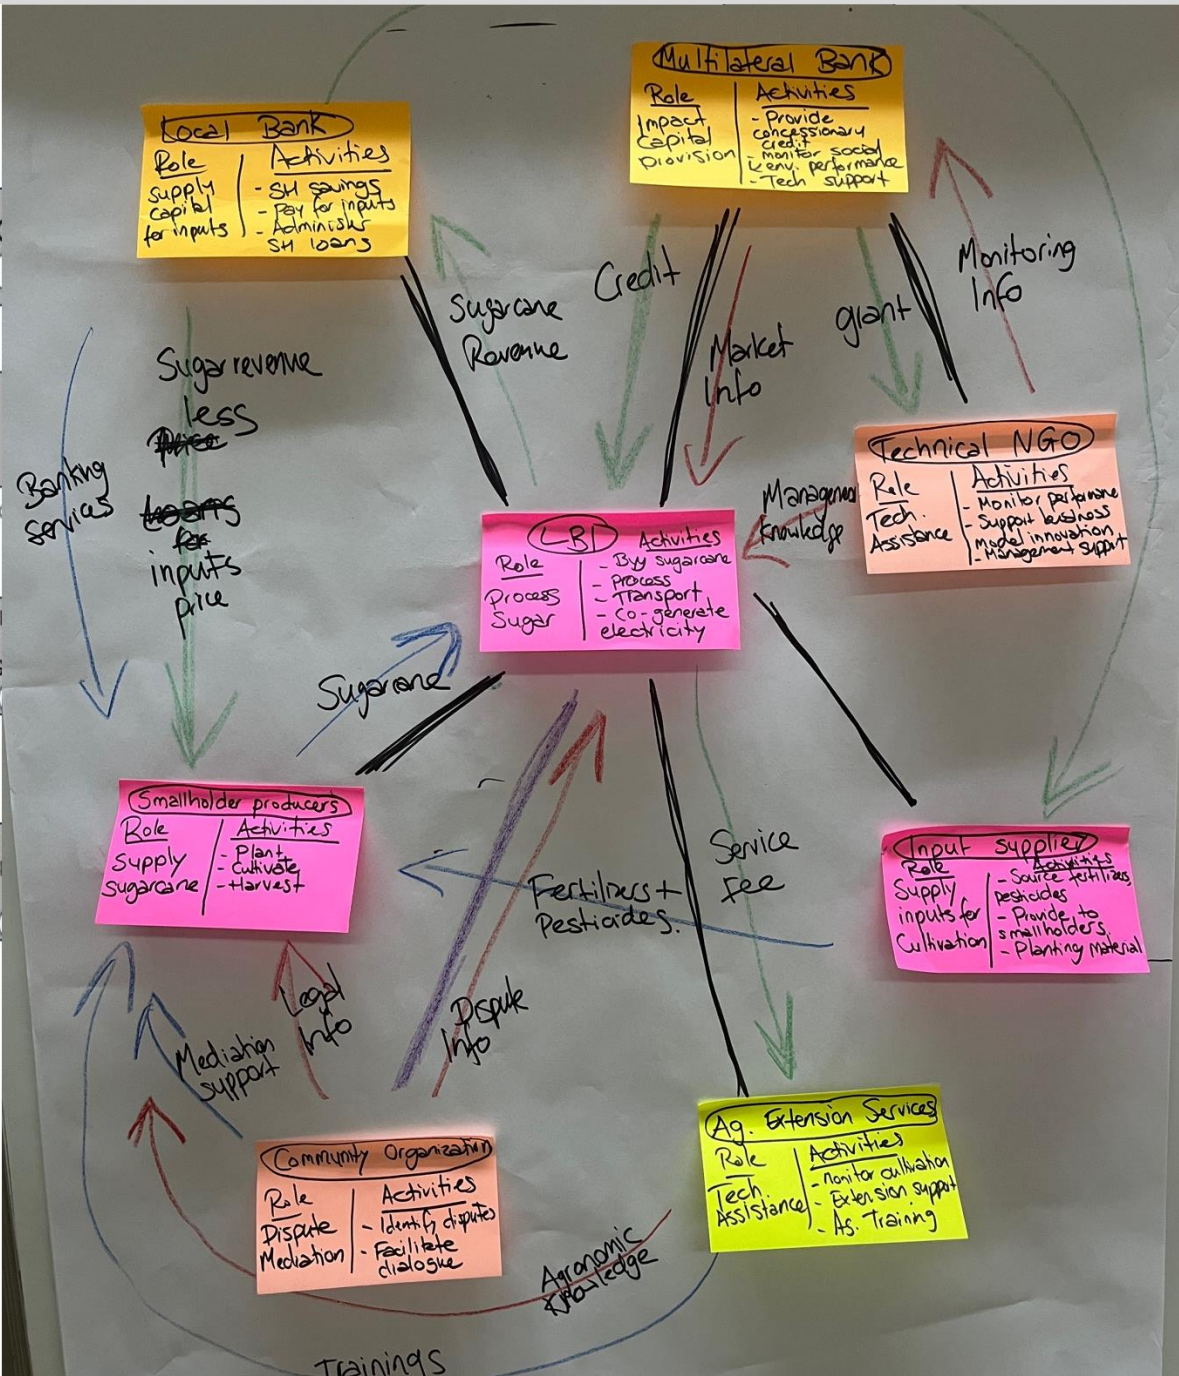 Multilateral Bank
Role
Impact
Capital
provision
Activities
- Provide
concessionary
credit
- monitor social
& env. performance
- Tech support
Local Bank
Role
supply
capital
for inputs
Activities
- SH savings
- Pay for inputs
- Administer
SH loans
Sugarcane
Revenue
Credit
Market
Info
grant
Monitoring
Info
Sugar revenue
less
inputs
price
Banking
services
Technical NGO
Role
Tech.
Assistance
Activities
- Monitor performance
- Support bussiness
Model innovation
- Management support
Management
Knowledge
LBI
Role
Process
Sugar
Activities
- Buy sugarcane
- Process
- Transport
- Co-generate
electricity
Sugarcane
Smallholder producers
Role
Supply
sugarcane
Activities
- Plant
- Cultivate
- Harvest
Service
Fee
Fertilizers +
Pesticides.
Input supplier
Role
Supply
inputs for
Cultivation
Activities
- Source fertilizers,
pesticides
- Provide to
smallholders
- Planting material
Legal
Info
Dispute
Info
Mediation
support
Community Organization
Role
Dispute
Mediation
Activities
- Identify disputes
- Facilitate
dialogue
Ag. Extension Services
Role
Tech.
Assistance
Activities
- monitor cultivation
- Extension support
- Ag. Training
Agronomic
Knowledge
Trainings